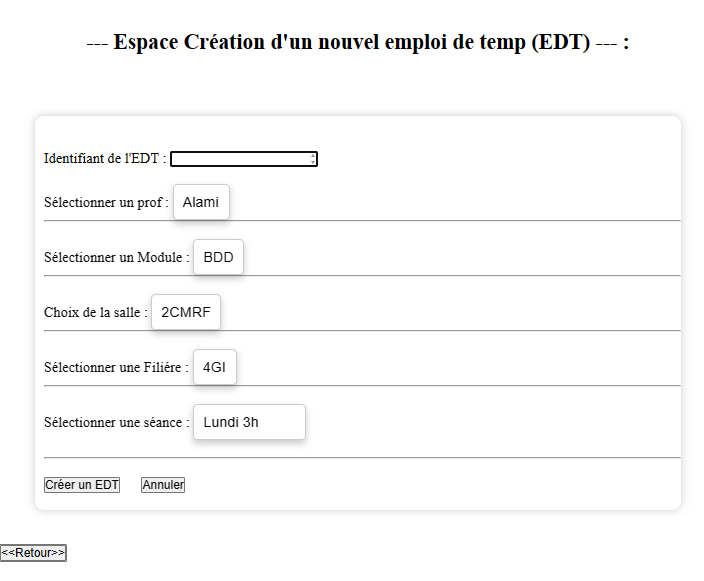 --- Espace Création d'un nouvel emploi de temp (EDT) --- :
Identifiant de l'EDT :
Sélectionner un prof : Alami
Sélectionner un Module : BDD
Choix de la salle : 2CMRF
Sélectionner une Filiére : 4GI
Sélectionner une séance : Lundi 3h
Créer un EDT Annuler
<<Retour>>